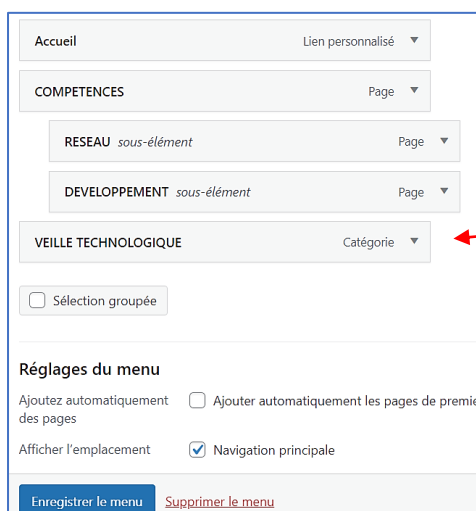 Accueil Lien personnalisé
COMPETENCES Page
RESEAU sous-élément Page
DEVELOPPEMENT sous-élément Page
VEILLE TECHNOLOGIQUE Catégorie
Sélection groupée
Réglages du menu
Ajoutez automatiquement des pages
Ajouter automatiquement les pages de premi
Afficher l'emplacement Navigation principale
Enregistrer le menu Supprimer le menu